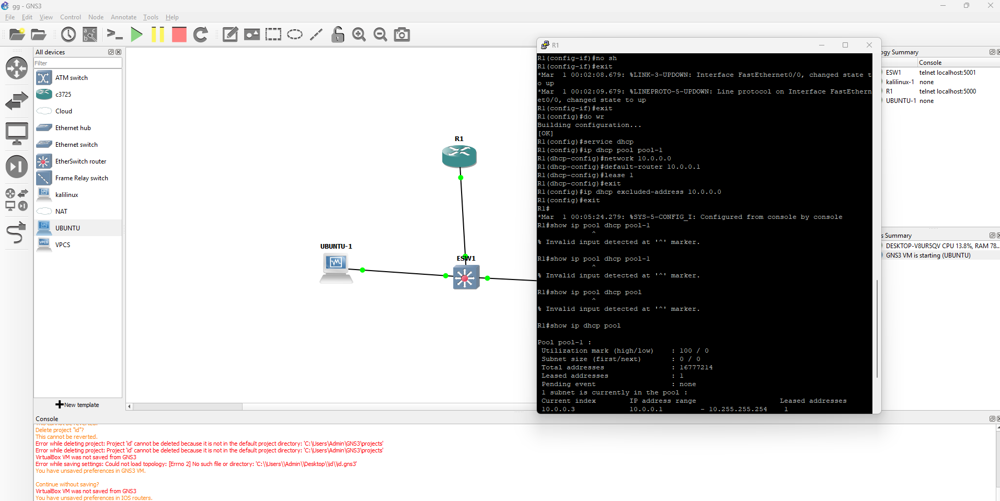 gg - GNS3
File Edit View Control Node Annotate Tools Help
All devices
Filter
ATM switch
c3725
Cloud
Ethernet hub
Ethernet switch
EtherSwitch router
Frame Relay switch
kalilinux
NAT
UBUNTU
VPCS
New template
R1
UBUNTU-1
ESW1
R1
R1(config-if)#no sh
R1(config-if)#exit
*Mar  1 00:02:08.679: %LINK-3-UPDOWN: Interface FastEthernet0/0, changed state t
o up
*Mar  1 00:02:09.679: %LINEPROTO-5-UPDOWN: Line protocol on Interface FastEthern
et0/0, changed state to up
R1(config-if)#exit
R1(config)#do wr
Building configuration...
[OK]
R1(config)#service dhcp
R1(config)#ip dhcp pool pool-1
R1(dhcp-config)#network 10.0.0.0
R1(dhcp-config)#default-router 10.0.0.1
R1(dhcp-config)#lease 1
R1(dhcp-config)#exit
R1(config)#ip dhcp excluded-address 10.0.0.0
R1(config)#exit
R1#
*Mar  1 00:05:24.279: %SYS-5-CONFIG_I: Configured from console by console
R1#show ip pool dhcp pool-1
^
% Invalid input detected at '^' marker.
R1#show ip pool dhcp pool-1
^
% Invalid input detected at '^' marker.
R1#show ip pool dhcp pool
^
% Invalid input detected at '^' marker.
R1#show ip dhcp pool
Pool pool-1 :
Utilization mark (high/low)    : 100 / 0
Subnet size (first/next)       : 0 / 0
Total addresses                : 16777214
Leased addresses               : 1
Pending event                  : none
1 subnet is currently in the pool :
Current index        IP address range                    Leased addresses
10.0.0.3             10.0.0.1         - 10.255.255.254    1
ogy Summary
Console
ESW1 telnet localhost:5001
kalilinux-1 none
R1 telnet localhost:5000
UBUNTU-1 none
s Summary
DESKTOP-V8UR5QV CPU 13.8%, RAM 78...
GNS3 VM is starting (UBUNTU)
Console
This cannot be reverted.
Delete project "id"?
This cannot be reverted.
Error while deleting project: Project 'id' cannot be deleted because it is not in the default project directory: 'C:\Users\Admin\GNS3\projects'
Error while deleting project: Project 'id' cannot be deleted because it is not in the default project directory: 'C:\Users\Admin\GNS3\projects'
VirtualBox VM was not saved from GNS3
Error while saving settings: Could not load topology: [Errno 2] No such file or directory: 'C:\\Users\\Admin\\Desktop\\id\\id.gns3'
You have unsaved preferences in GNS3 VM.
Continue without saving?
VirtualBox VM was not saved from GNS3
You have unsaved preferences in IOS routers.